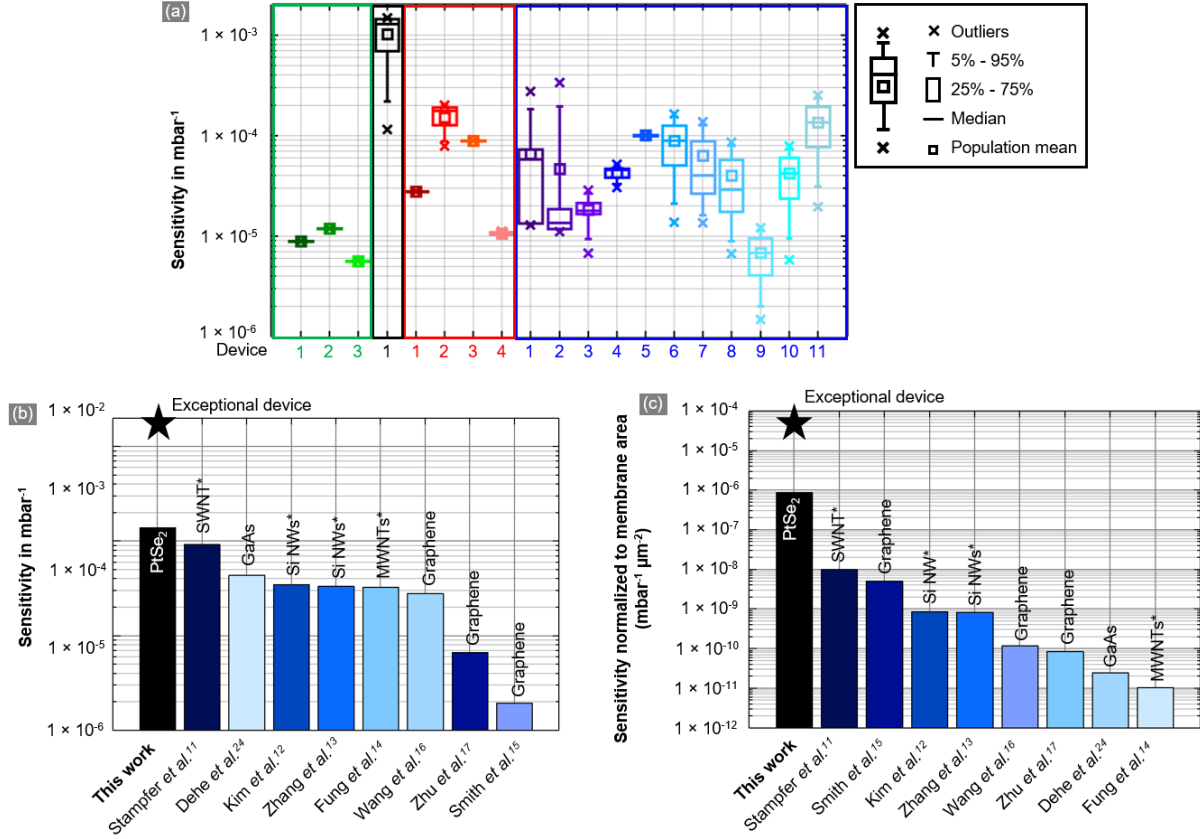 (a)
Sensitivity in mbar⁻¹
1 × 10⁻³
1 × 10⁻⁴
1 × 10⁻⁵
1 × 10⁻⁶
Device
1 2 3 1 1 2 3 4 1 2 3 4 5 6 7 8 9 10 11
Outliers
5% - 95%
25% - 75%
Median
Population mean
(b)
Exceptional device
Sensitivity in mbar⁻¹
1 × 10⁻²
1 × 10⁻³
1 × 10⁻⁴
1 × 10⁻⁵
1 × 10⁻⁶
PtSe₂
SWNT*
GaAs
Si NWs*
Si NWs*
MWNTs*
Graphene
Graphene
Graphene
This work
Stampfer et al.¹¹
Dehe et al.²⁴
Kim et al.¹²
Zhang et al.¹³
Fung et al.¹⁴
Wang et al.¹⁶
Zhu et al.¹⁷
Smith et al.¹⁵
(c)
Exceptional device
Sensitivity normalized to membrane area
(mbar⁻¹ µm⁻²)
1 × 10⁻⁴
1 × 10⁻⁵
1 × 10⁻⁶
1 × 10⁻⁷
1 × 10⁻⁸
1 × 10⁻⁹
1 × 10⁻¹⁰
1 × 10⁻¹¹
1 × 10⁻¹²
PtSe₂
SWNT*
Graphene
Si NW*
Si NWs*
Graphene
Graphene
GaAs
MWNTs*
This work
Stampfer et al.¹¹
Smith et al.¹⁵
Kim et al.¹²
Zhang et al.¹³
Wang et al.¹⁶
Zhu et al.¹⁷
Dehe et al.²⁴
Fung et al.¹⁴